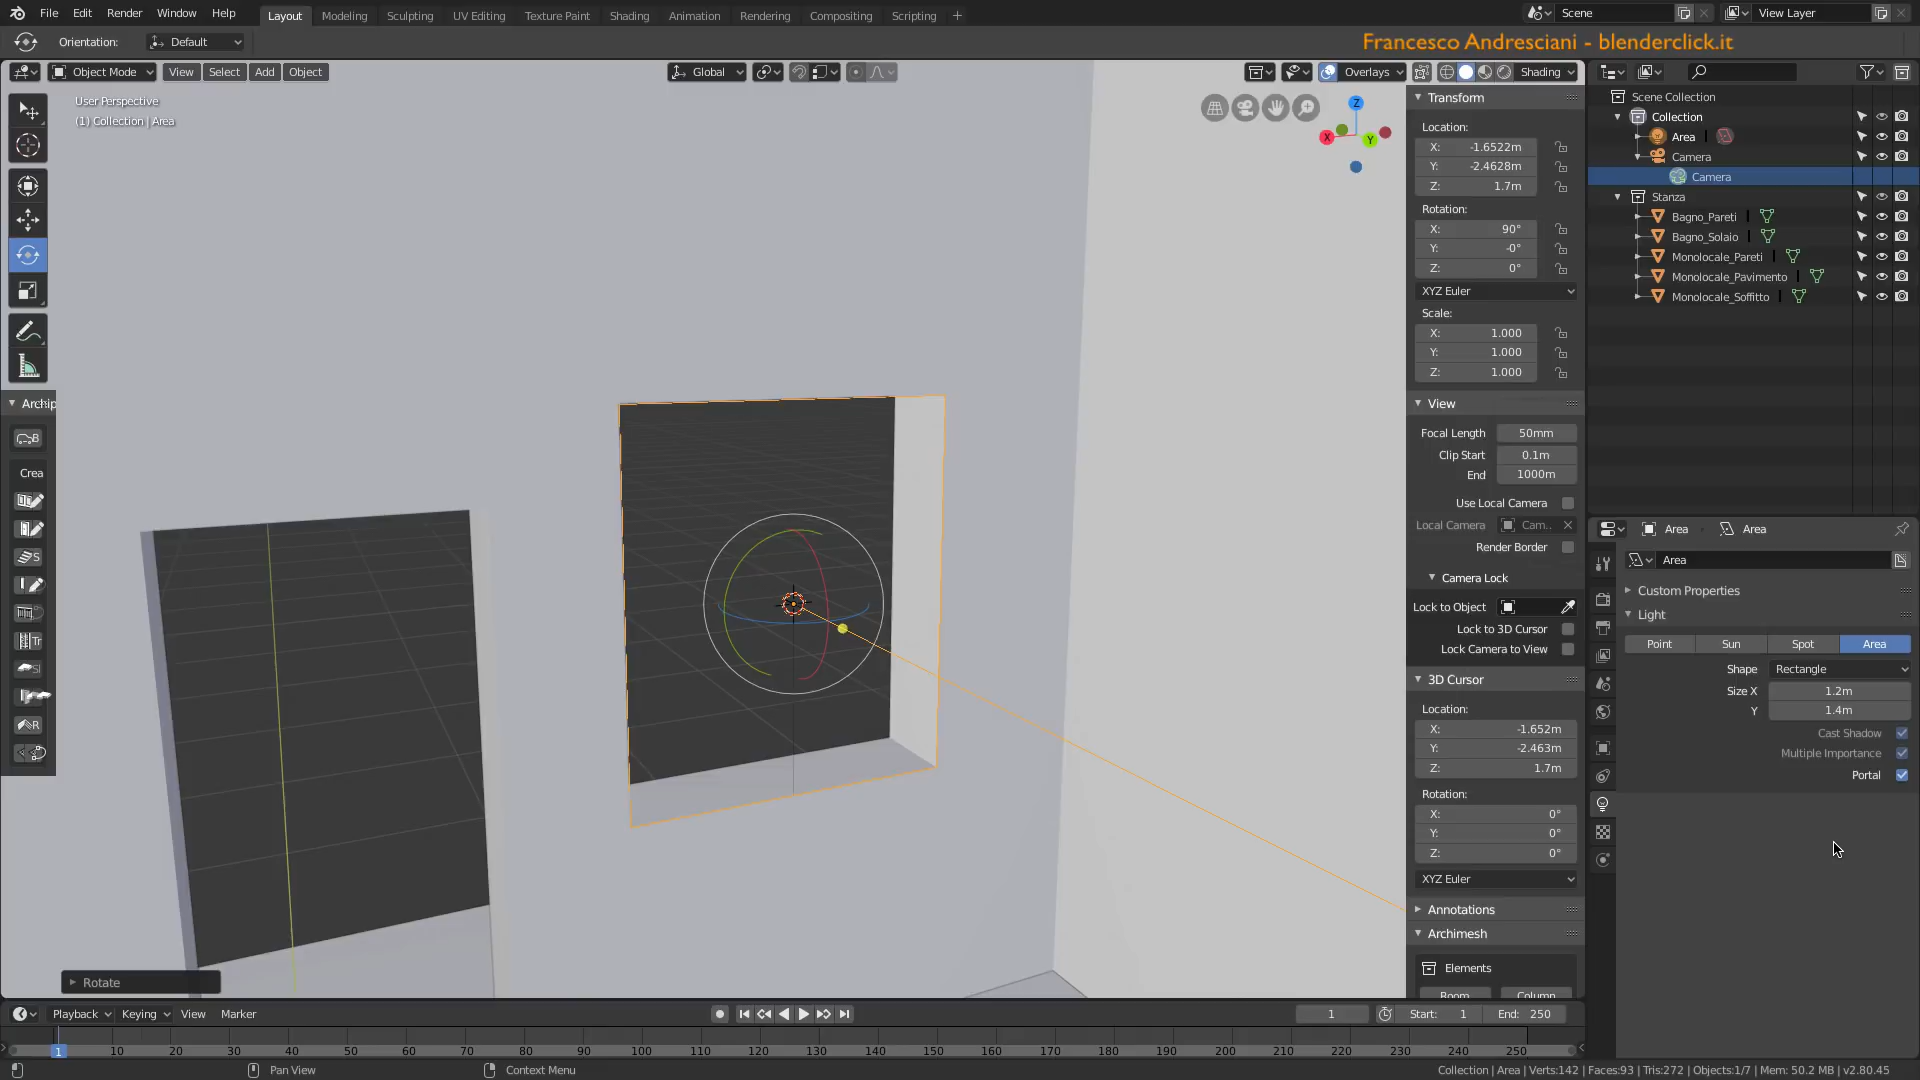 File Edit Render Window Help Layout Modeling Sculpting UV Editing Texture Paint Shading Animation Rendering Compositing Scripting + Scene View Layer
Orientation: Default Francesco Andresciani - blenderclick.it
Object Mode View Select Add Object Global Overlays Shading
User Perspective
(1) Collection | Area
Z
X
Y
Archip
Crea
B
S
Tr
R
Rotate
Transform
Location:
X: -1.6522m
Y: -2.4628m
Z: 1.7m
Rotation:
X: 90°
Y: -0°
Z: 0°
XYZ Euler
Scale:
X: 1.000
Y: 1.000
Z: 1.000
View
Focal Length 50mm
Clip Start 0.1m
End 1000m
Use Local Camera
Local Camera Cam..
Render Border
Camera Lock
Lock to Object
Lock to 3D Cursor
Lock Camera to View
3D Cursor
Location:
X: -1.652m
Y: -2.463m
Z: 1.7m
Rotation:
X: 0°
Y: 0°
Z: 0°
XYZ Euler
Annotations
Archimesh
Elements
Room Column
Scene Collection
Collection
Area
Camera
Camera
Stanza
Bagno_Pareti
Bagno_Solaio
Monolocale_Pareti
Monolocale_Pavimento
Monolocale_Soffitto
Area Area
Area
Custom Properties
Light
Point Sun Spot Area
Shape Rectangle
Size X 1.2m
Y 1.4m
Cast Shadow
Multiple Importance
Portal
Playback Keying View Marker 1 Start: 1 End: 250
1 10 20 30 40 50 60 70 80 90 100 110 120 130 140 150 160 170 180 190 200 210 220 230 240 250
Pan View Context Menu Collection | Area | Verts:142 | Faces:93 | Tris:272 | Objects:1/7 | Mem: 50.2 MB | v2.80.45